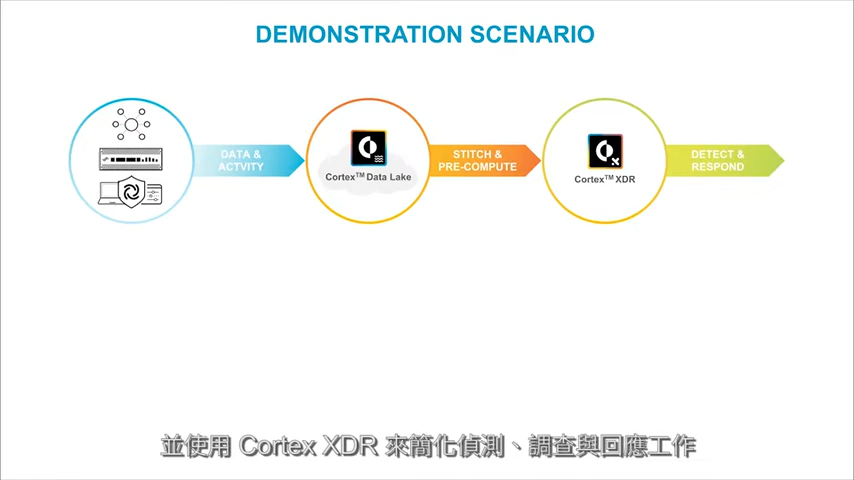 DEMONSTRATION SCENARIO
DATA &
ACTVITY
Cortex™ Data Lake
STITCH &
PRE-COMPUTE
Cortex™ XDR
DETECT &
RESPOND
並使用 Cortex XDR 來簡化偵測、調查與回應工作